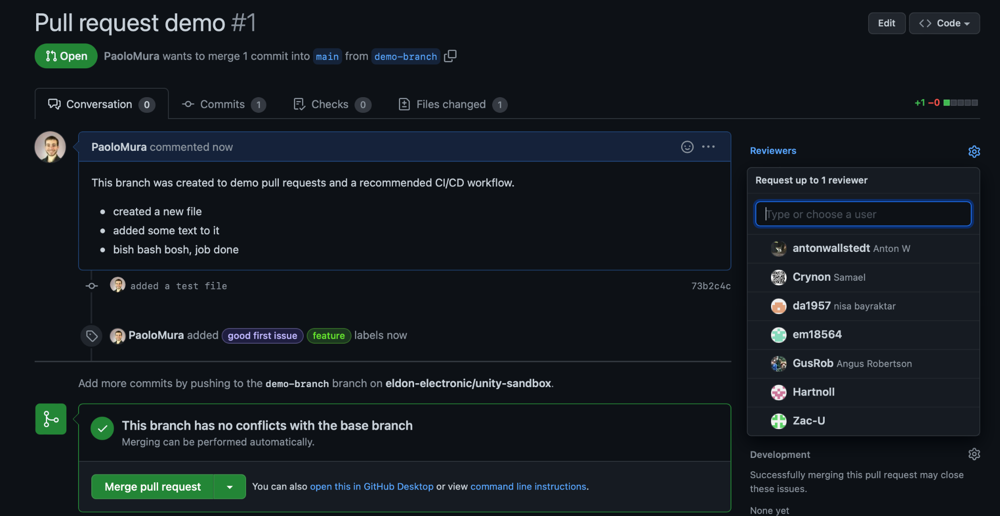 Pull request demo #1
Edit
Code
Open
PaoloMura wants to merge 1 commit into main from demo-branch
Conversation 0
Commits 1
Checks 0
Files changed 1
+1 −0
PaoloMura commented now
This branch was created to demo pull requests and a recommended CI/CD workflow.
• created a new file
• added some text to it
• bish bash bosh, job done
added a test file 73b2c4c
PaoloMura added good first issue feature labels now
Add more commits by pushing to the demo-branch branch on eldon-electronic/unity-sandbox.
This branch has no conflicts with the base branch
Merging can be performed automatically.
Merge pull request
You can also open this in GitHub Desktop or view command line instructions.
Reviewers
Request up to 1 reviewer
Type or choose a user
antonwallstedt Anton W
Crynon Samael
da1957 nisa bayraktar
em18564
GusRob Angus Robertson
Hartnoll
Zac-U
Development
Successfully merging this pull request may close
these issues.
None yet